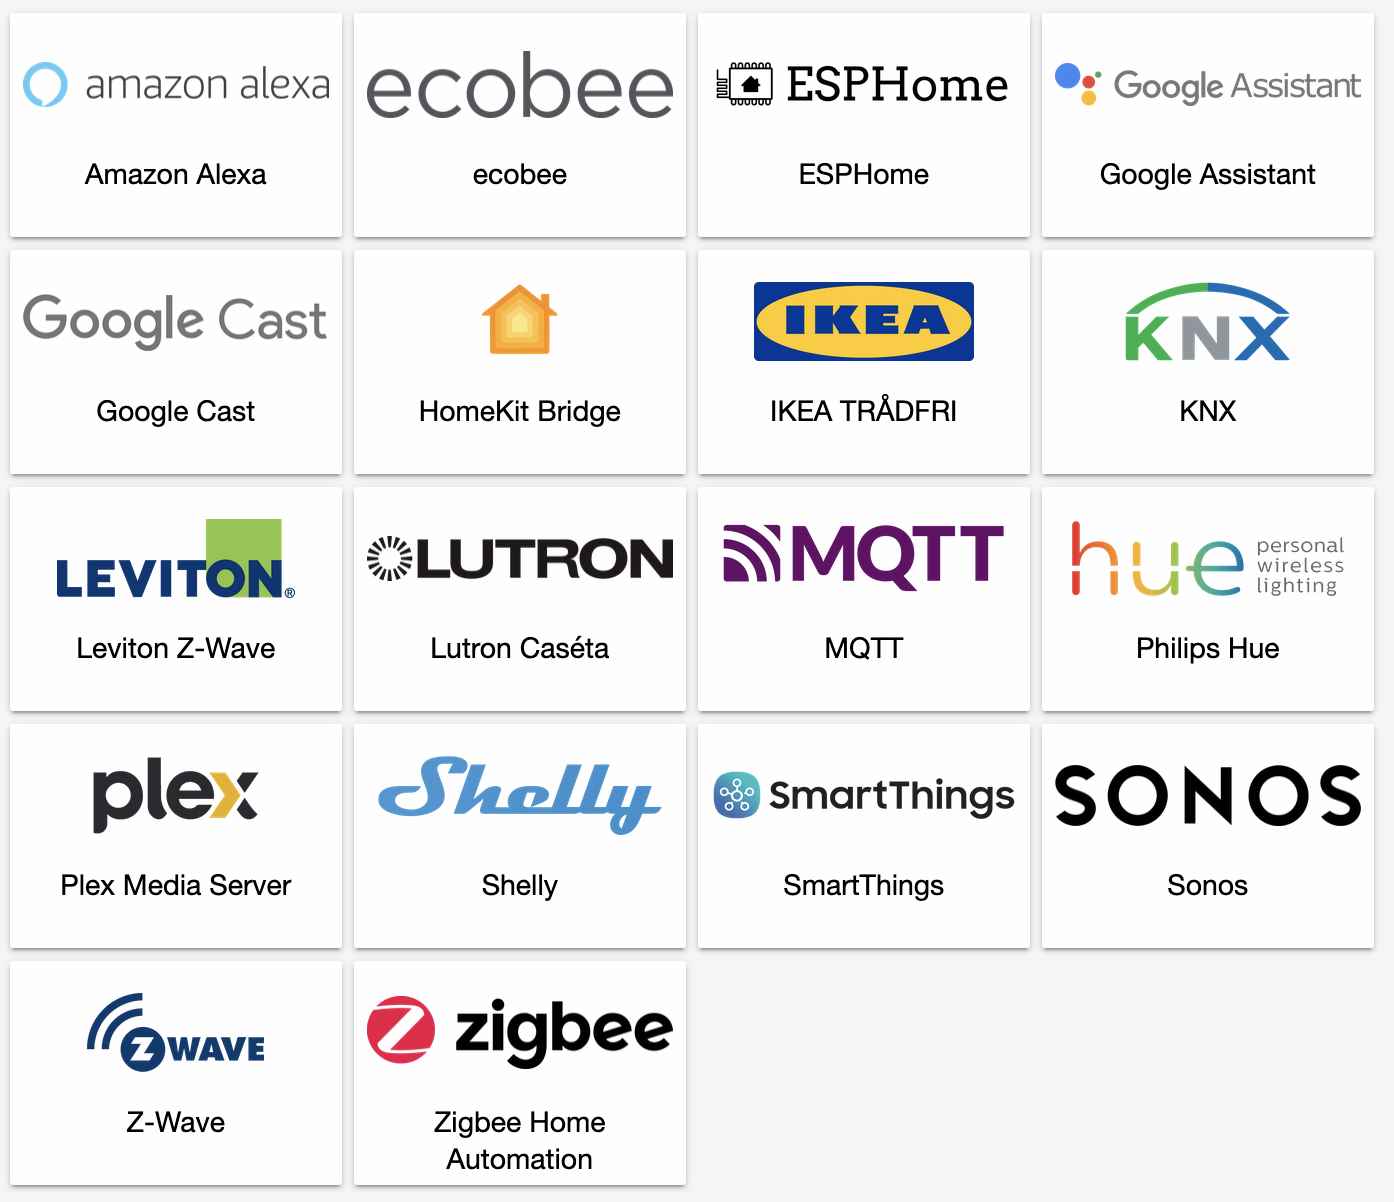 amazon alexa
Amazon Alexa
ecobee
ecobee
ESPHome
ESPHome
Google Assistant
Google Assistant
Google Cast
Google Cast
HomeKit Bridge
IKEA
IKEA TRÅDFRI
KNX
KNX
LEVITON®
Leviton Z-Wave
LUTRON
Lutron Caséta
MQTT
MQTT
hue personal
wireless
lighting
Philips Hue
plex
Plex Media Server
Shelly
Shelly
SmartThings
SmartThings
SONOS
Sonos
Z WAVE
Z-Wave
Z zigbee
Zigbee Home
Automation